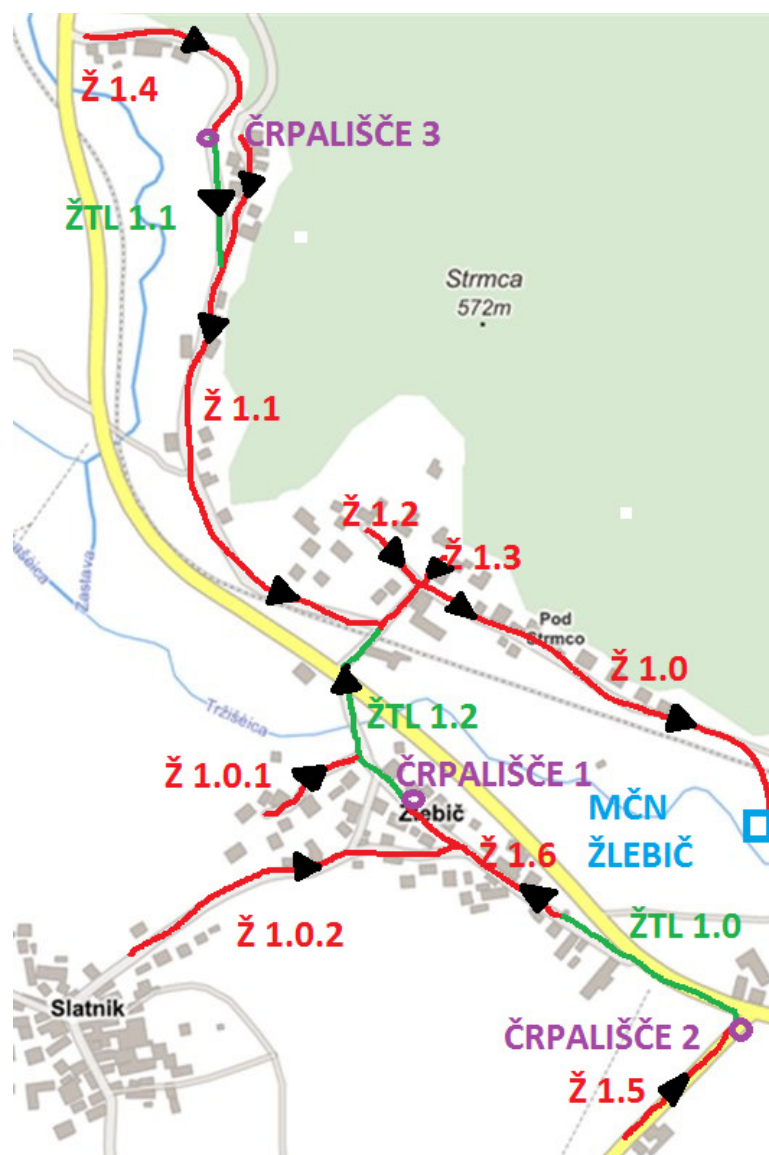 Ž 1.4
ČRPALIŠČE 3
ŽTL 1.1
Strmca
572m
Ž 1.1
Ž 1.2
Ž 1.3
Zastava
Pod
Strmco
Ž 1.0
Tržiščica
ŽTL 1.2
Ž 1.0.1
ČRPALIŠČE 1
Žlebič
MČN
ŽLEBIČ
Ž 1.6
Ž 1.0.2
ŽTL 1.0
Slatnik
ČRPALIŠČE 2
Ž 1.5